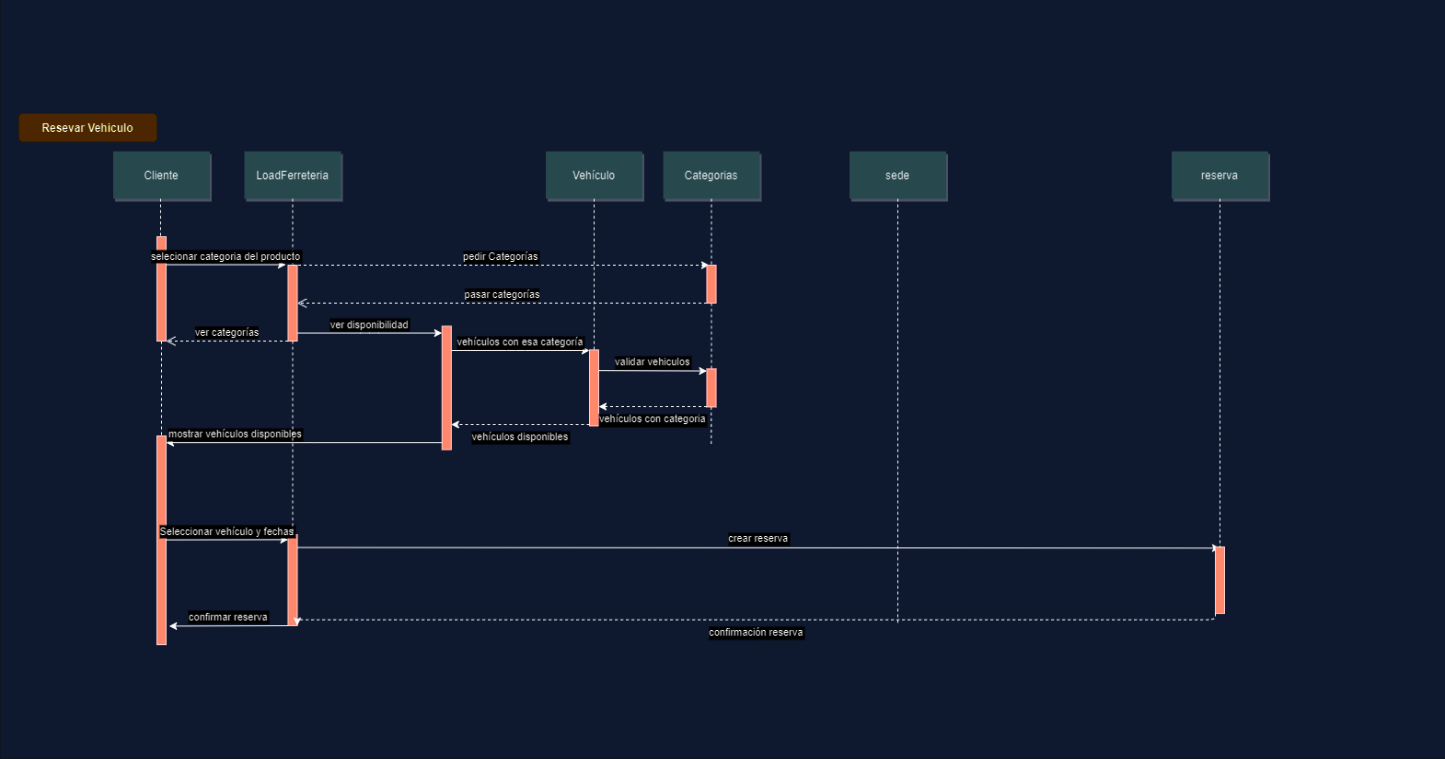 Resevar Vehiculo
Cliente
LoadFerreteria
Vehículo
Categorias
sede
reserva
selecionar categoria del producto
pedir Categorías
pasar categorías
ver disponibilidad
ver categorías
vehículos con esa categoría
validar vehiculos
vehículos con categoria
mostrar vehículos disponibles
vehículos disponibles
Seleccionar vehículo y fechas
crear reserva
confirmar reserva
confirmación reserva